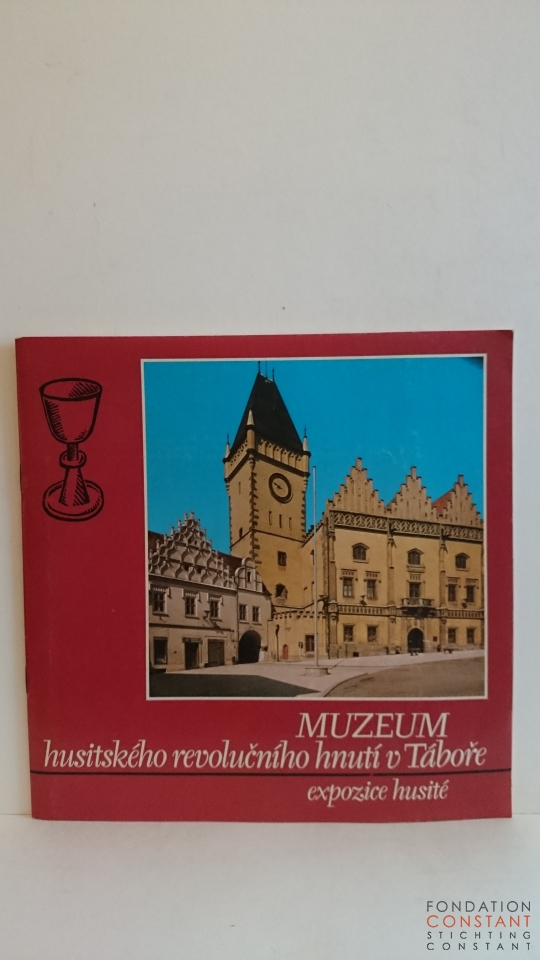 MUZEUM
husitského revolučního hnutí v Táboře
expozice husité
FONDATION
CONSTANT
STICHTING
CONSTANT